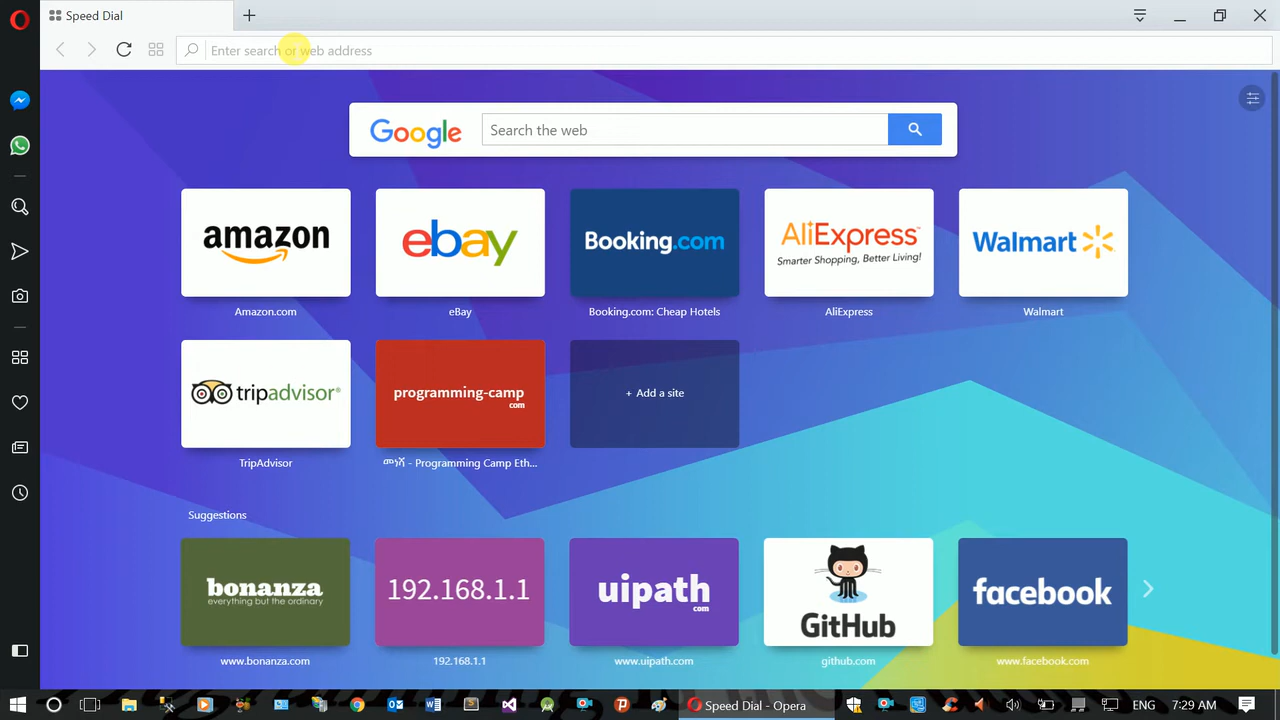 Speed Dial
Enter search or web address
Google
Search the web
amazon
ebay
Booking.com
AliExpress
Smarter Shopping, Better Living!
Walmart
Amazon.com
eBay
Booking.com: Cheap Hotels
AliExpress
Walmart
tripadvisor®
programming-camp
com
+ Add a site
TripAdvisor
መነሻ - Programming Camp Eth...
Suggestions
bonanza
everything but the ordinary
192.168.1.1
uipath
com
GitHub
facebook
www.bonanza.com
192.168.1.1
www.uipath.com
github.com
www.facebook.com
Speed Dial - Opera
ENG
7:29 AM